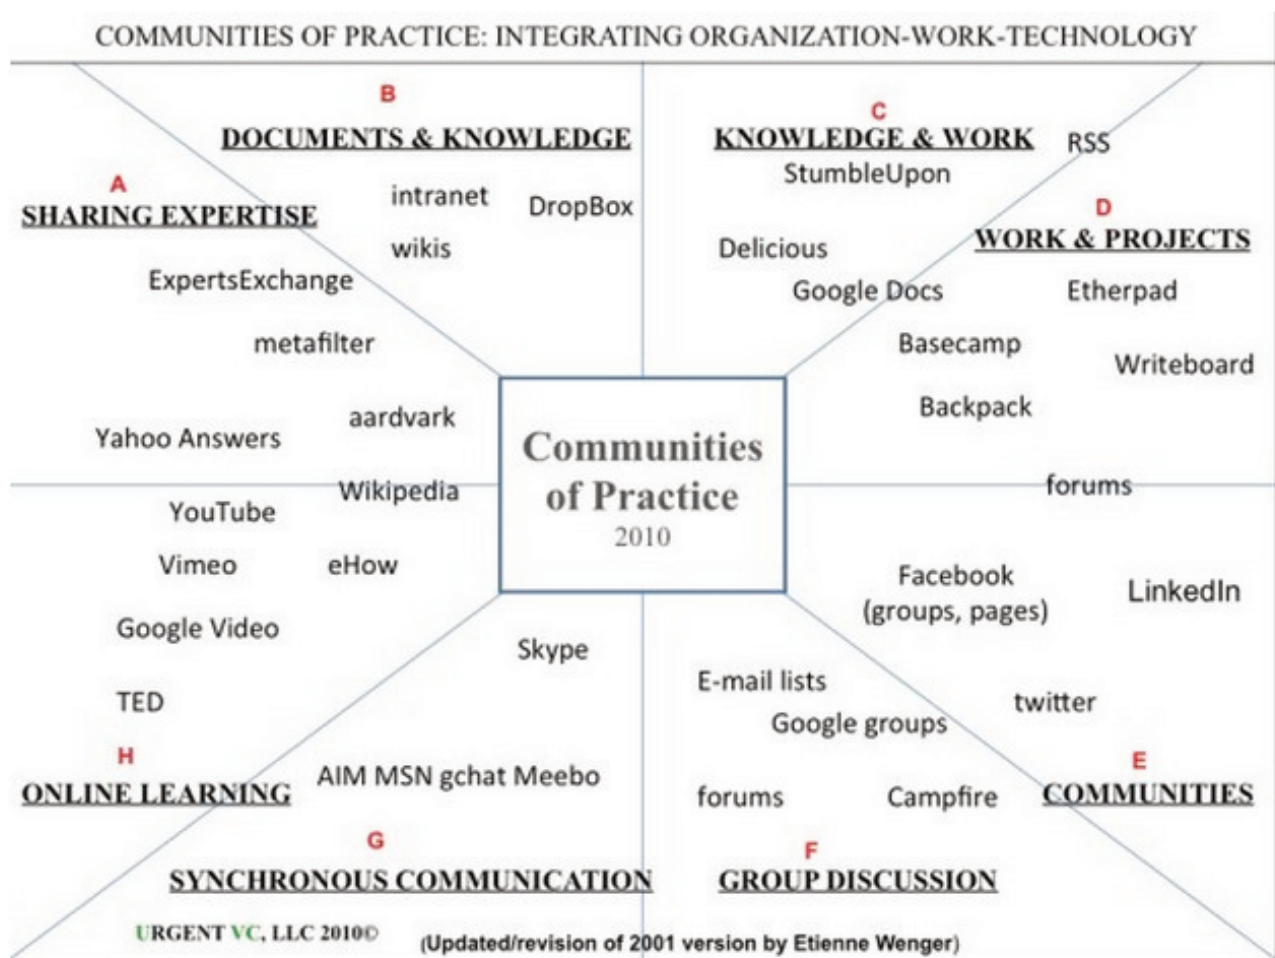 COMMUNITIES OF PRACTICE: INTEGRATING ORGANIZATION-WORK-TECHNOLOGY
A
SHARING EXPERTISE
ExpertsExchange
metafilter
aardvark
Yahoo Answers
Wikipedia
B
DOCUMENTS & KNOWLEDGE
intranet
DropBox
wikis
C
KNOWLEDGE & WORK
StumbleUpon
RSS
Delicious
Google Docs
D
WORK & PROJECTS
Etherpad
Basecamp
Writeboard
Backpack
forums
Communities
of Practice
2010
Facebook
(groups, pages)
LinkedIn
twitter
E
COMMUNITIES
E-mail lists
Google groups
forums
Campfire
F
GROUP DISCUSSION
Skype
AIM MSN gchat Meebo
G
SYNCHRONOUS COMMUNICATION
YouTube
Vimeo
eHow
Google Video
TED
H
ONLINE LEARNING
URGENT VC, LLC 2010©
(Updated/revision of 2001 version by Etienne Wenger)